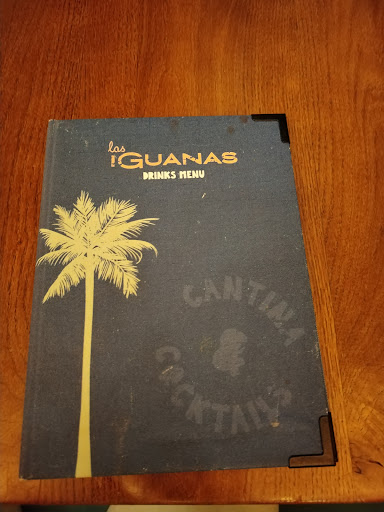 las
iGUANAS
DRINKS MENU
CANTINA
&
COCKTAILS